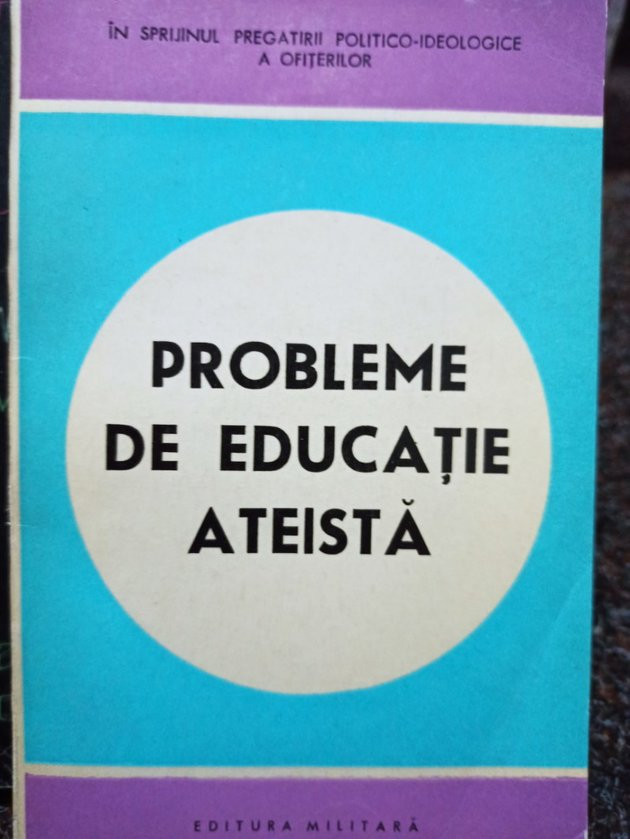 ÎN SPRIJINUL PREGATIRII POLITICO-IDEOLOGICE
A OFIȚERILOR
PROBLEME
DE EDUCAȚIE
ATEISTĂ
EDITURA MILITARĂ